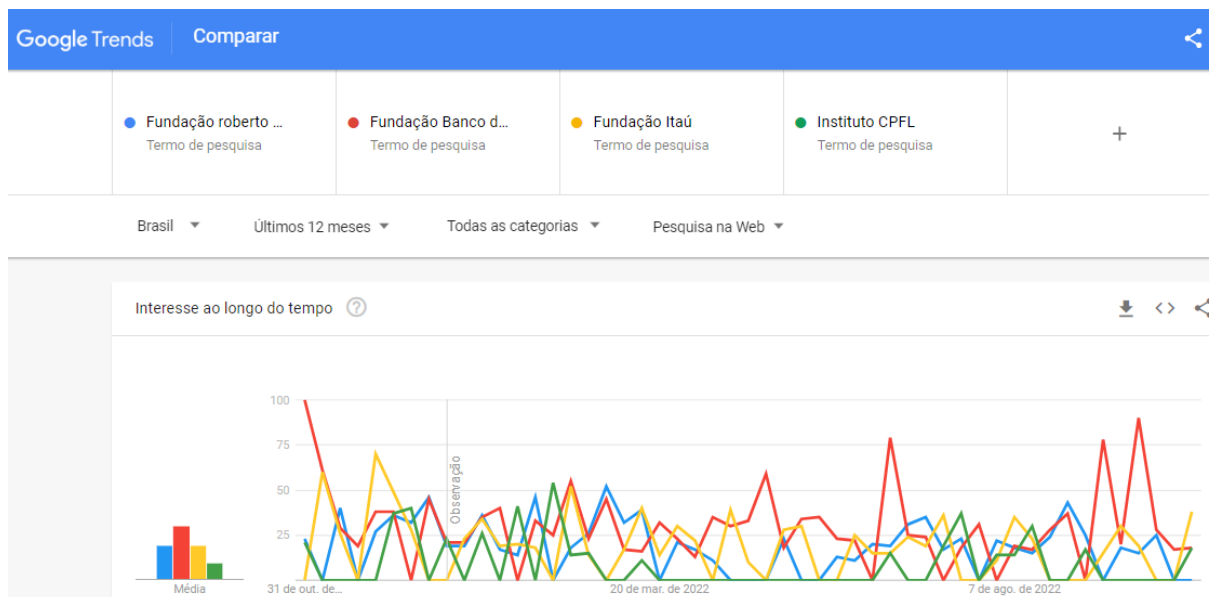 Google Trends Comparar
Fundação roberto ... Fundação Banco d... Fundação Itaú Instituto CPFL
Termo de pesquisa Termo de pesquisa Termo de pesquisa Termo de pesquisa
+
Brasil Últimos 12 meses Todas as categorias Pesquisa na Web
Interesse ao longo do tempo ?
100
75
50
25
Observação
Média 31 de out. de... 20 de mar. de 2022 7 de ago. de 2022